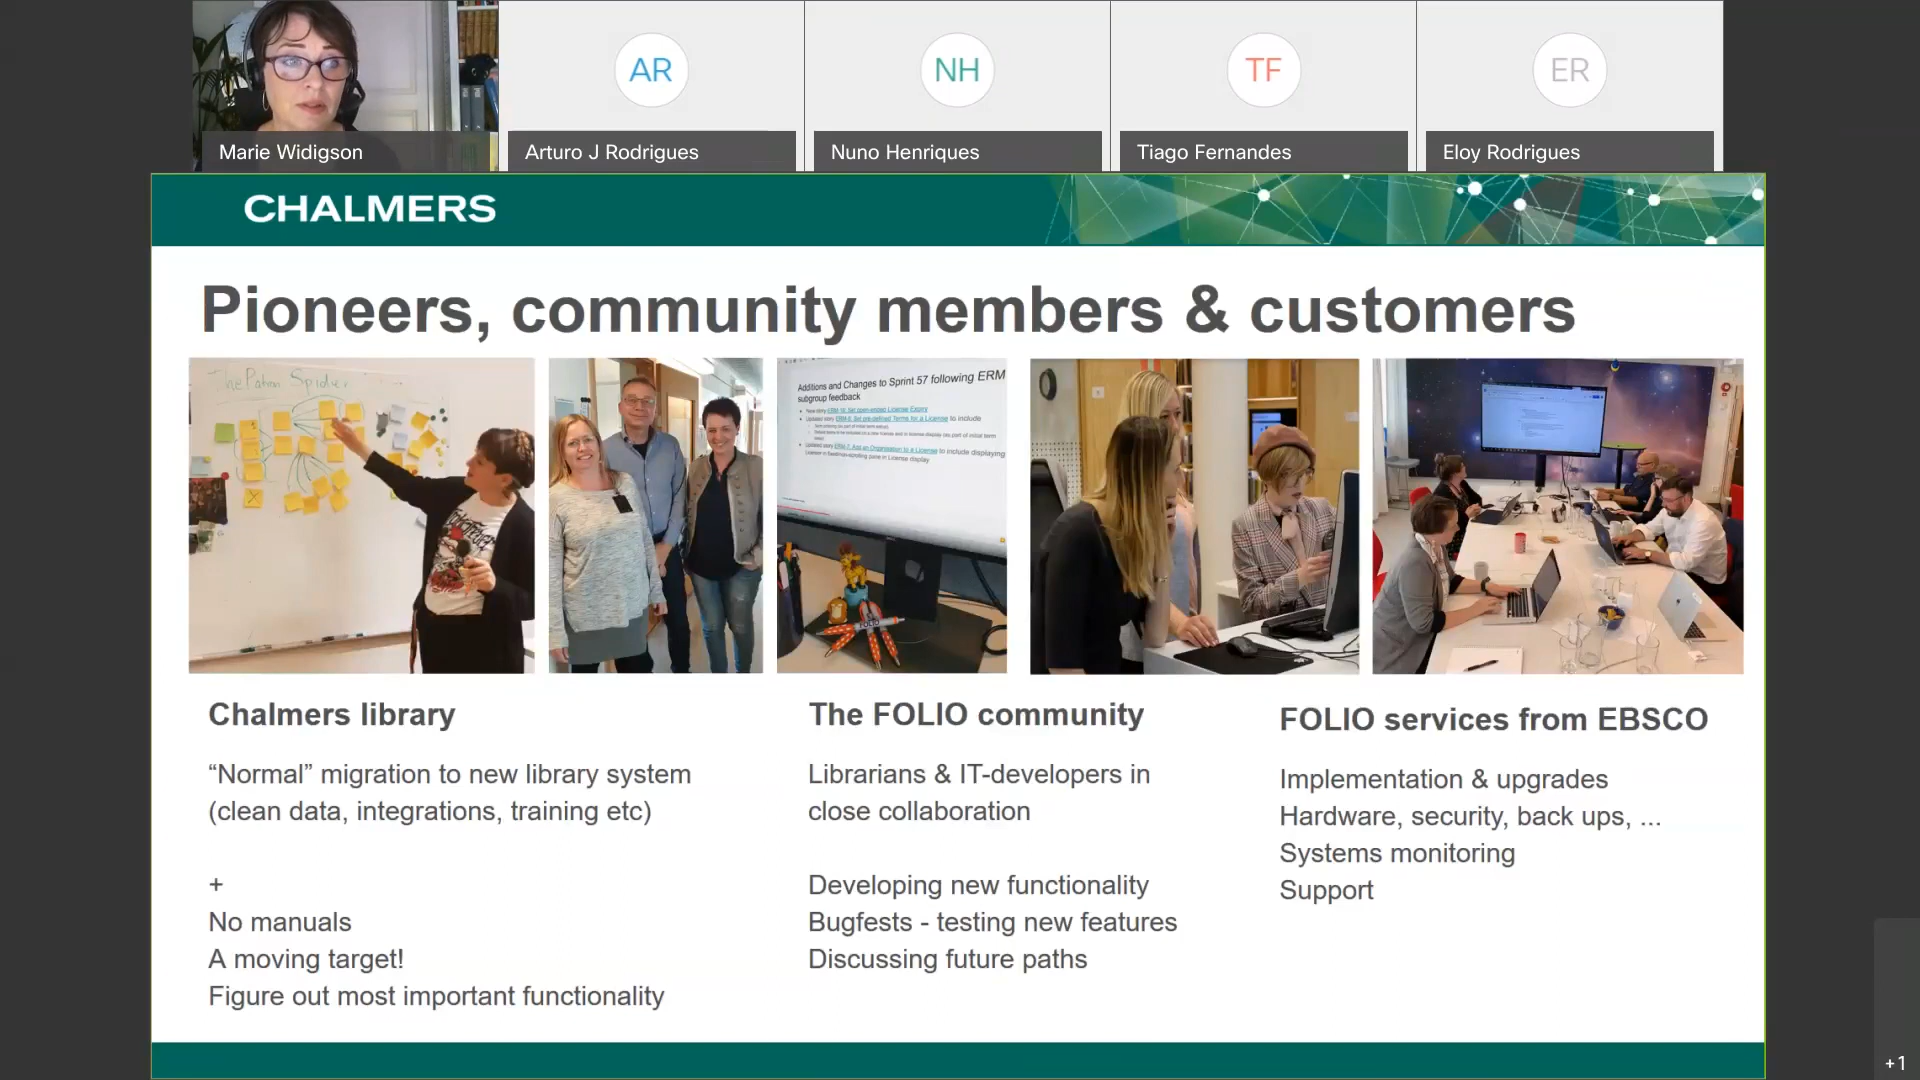 AR
NH
TF
ER
Marie Widigson
Arturo J Rodrigues
Nuno Henriques
Tiago Fernandes
Eloy Rodrigues
CHALMERS
Pioneers, community members & customers
The Patron Spider
Additions and Changes to Sprint 57 following ERM
subgroup feedback
FOLIO
Chalmers library
“Normal” migration to new library system
(clean data, integrations, training etc)
+
No manuals
A moving target!
Figure out most important functionality
The FOLIO community
Librarians & IT-developers in
close collaboration
Developing new functionality
Bugfests - testing new features
Discussing future paths
FOLIO services from EBSCO
Implementation & upgrades
Hardware, security, back ups, ...
Systems monitoring
Support
+1